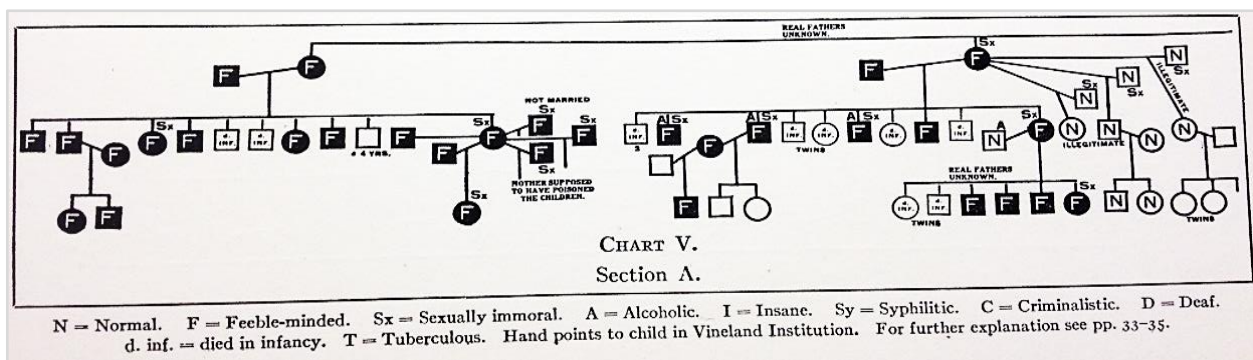 REAL FATHERS
UNKNOWN.
Sx
F
F
F
N
Sx
N
Sx
N
Sx
ILLEGITIMATE
NOT MARRIED
Sx
F
Sx
F
F
F
Sx
F
F
d. INF.
d. INF.
F
F
d 4 YRS.
F
F
Sx
F
F
Sx
MOTHER SUPPOSED
TO HAVE POISONED
THE CHILDREN.
F
F
Sx
F
d. INF.
3
A Sx
F
F
A Sx
F
d. INF.
d. INF.
TWINS
A Sx
F
d. INF.
F
d. INF.
A
N
Sx
F
N
N
ILLEGITIMATE
N
N
REAL FATHERS
UNKNOWN.
F
d. INF.
d. INF.
TWINS
F
F
F
F
Sx
N
N
TWINS
CHART V.
Section A.
N = Normal. F = Feeble-minded. Sx = Sexually immoral. A = Alcoholic. I = Insane. Sy = Syphilitic. C = Criminalistic. D = Deaf.
d. inf. = died in infancy. T = Tuberculous. Hand points to child in Vineland Institution. For further explanation see pp. 33-35.